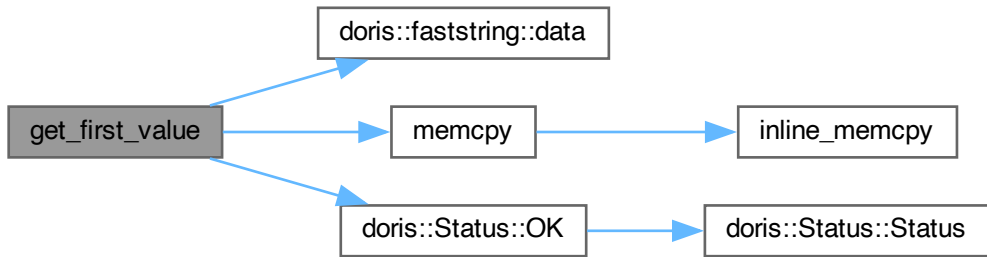 get_first_value
doris::faststring::data
memcpy
inline_memcpy
doris::Status::OK
doris::Status::Status